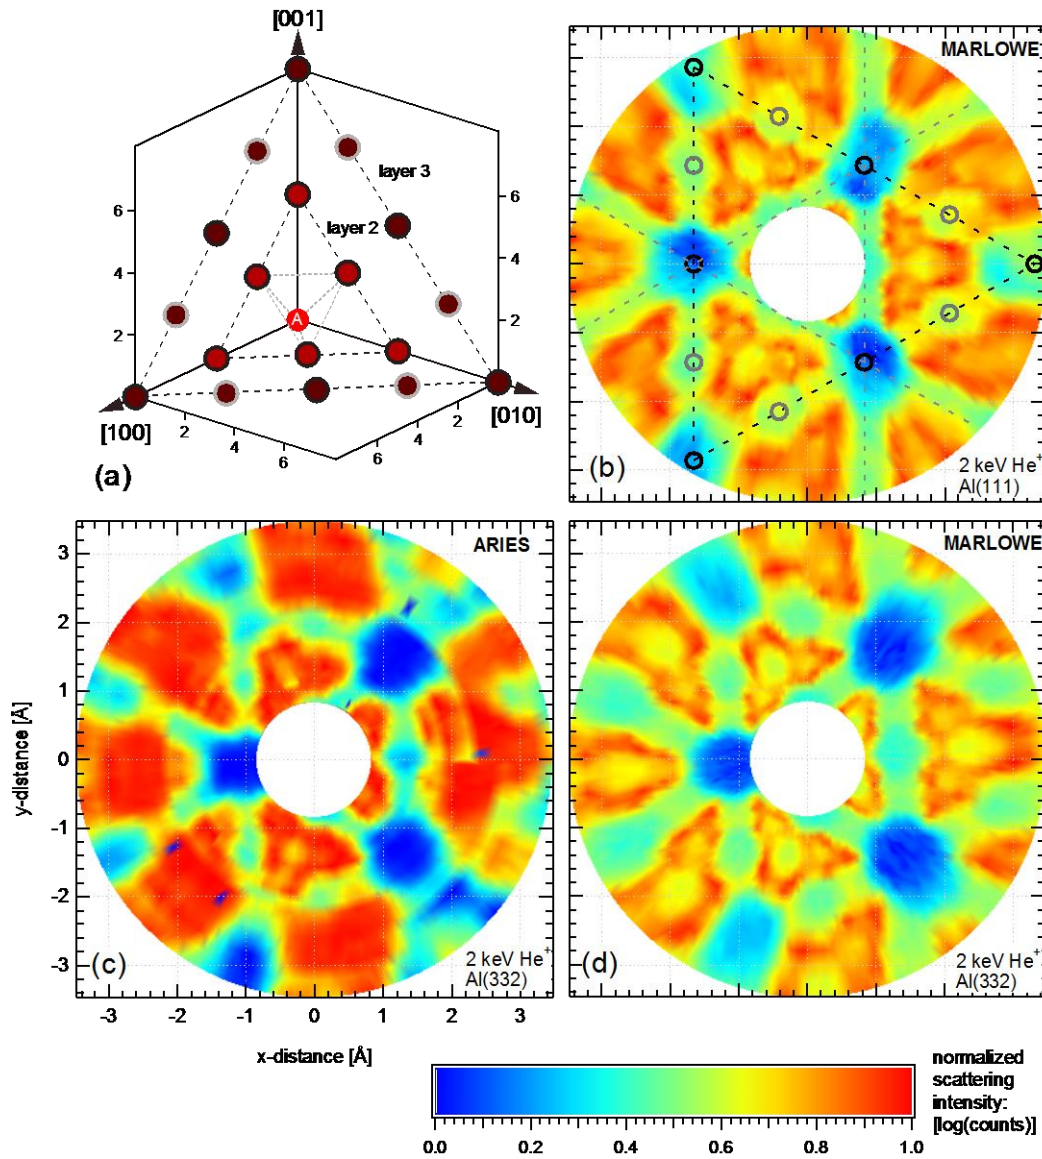 [001]
layer 3
layer 2
A
6
4
2
6
4
2
[100]
2
4
6
6
4
2
[010]
(a)
MARLOWE
(b)
2 keV He+
Al(111)
ARIES
3
2
1
0
-1
-2
-3
y-distance [Å]
(c)
2 keV He+
Al(332)
-3
-2
-1
0
1
2
3
x-distance [Å]
MARLOWE
(d)
2 keV He+
Al(332)
0.0
0.2
0.4
0.6
0.8
1.0
normalized
scattering
intensity:
[log(counts)]